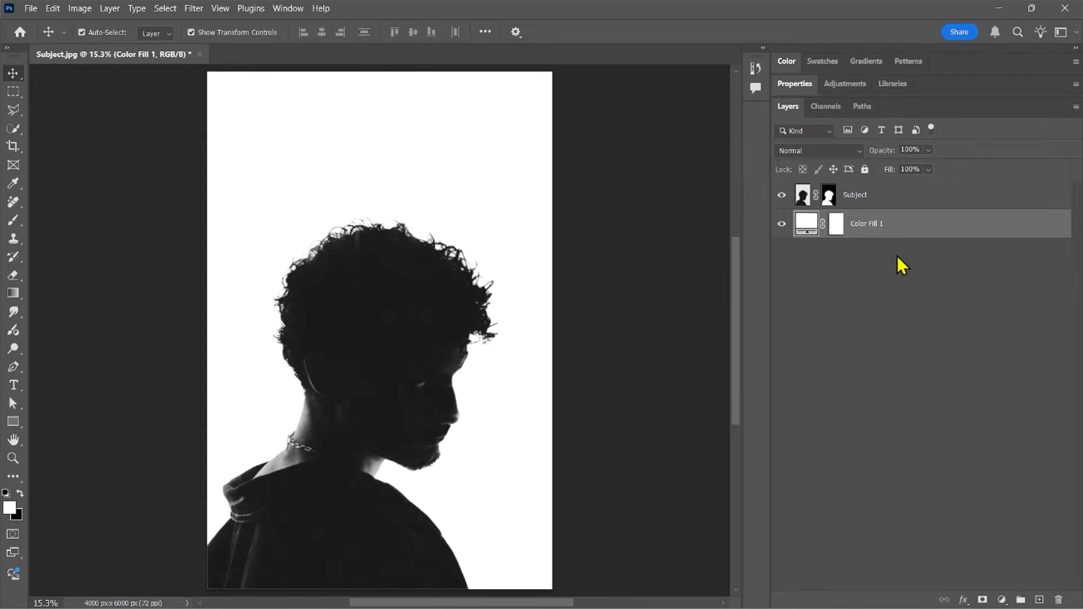 Ps File Edit Image Layer Type Select Filter View Plugins Window Help
Auto-Select: Layer Show Transform Controls Share
Subject.jpg @ 15.3% (Color Fill 1, RGB/8) *
Color Swatches Gradients Patterns
Properties Adjustments Libraries
Layers Channels Paths
Kind
Normal Opacity: 100%
Lock: Fill: 100%
Subject
Color Fill 1
15.3% 4000 px x 6000 px (72 ppi)